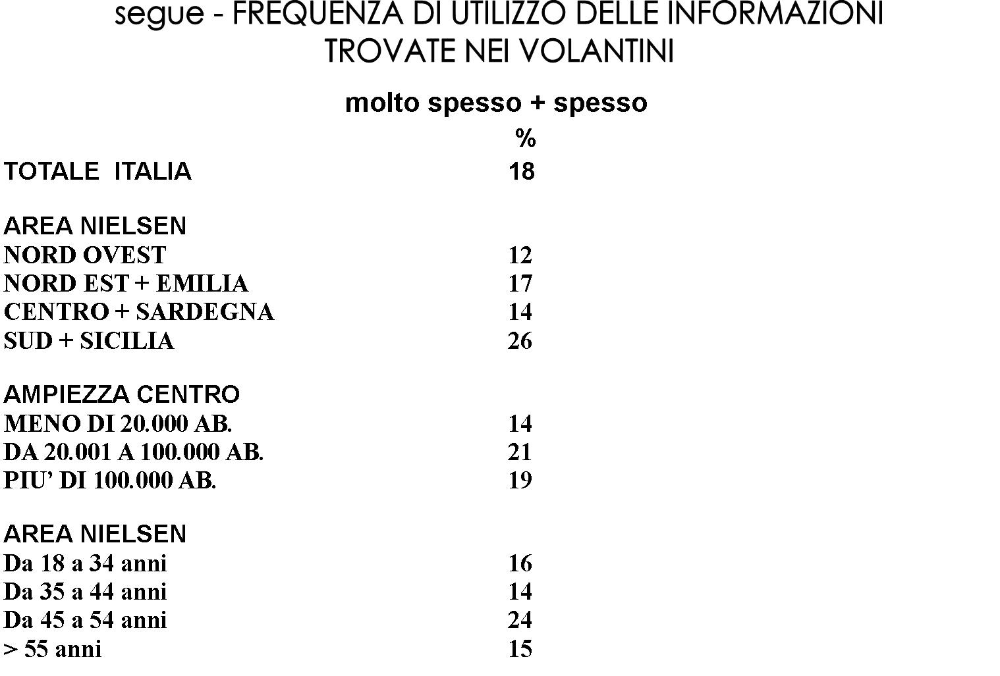 segue - FREQUENZA DI UTILIZZO DELLE INFORMAZIONI
TROVATE NEI VOLANTINI
molto spesso + spesso
%
TOTALE ITALIA 18
AREA NIELSEN
NORD OVEST 12
NORD EST + EMILIA 17
CENTRO + SARDEGNA 14
SUD + SICILIA 26
AMPIEZZA CENTRO
MENO DI 20.000 AB. 14
DA 20.001 A 100.000 AB. 21
PIU’ DI 100.000 AB. 19
AREA NIELSEN
Da 18 a 34 anni 16
Da 35 a 44 anni 14
Da 45 a 54 anni 24
> 55 anni 15